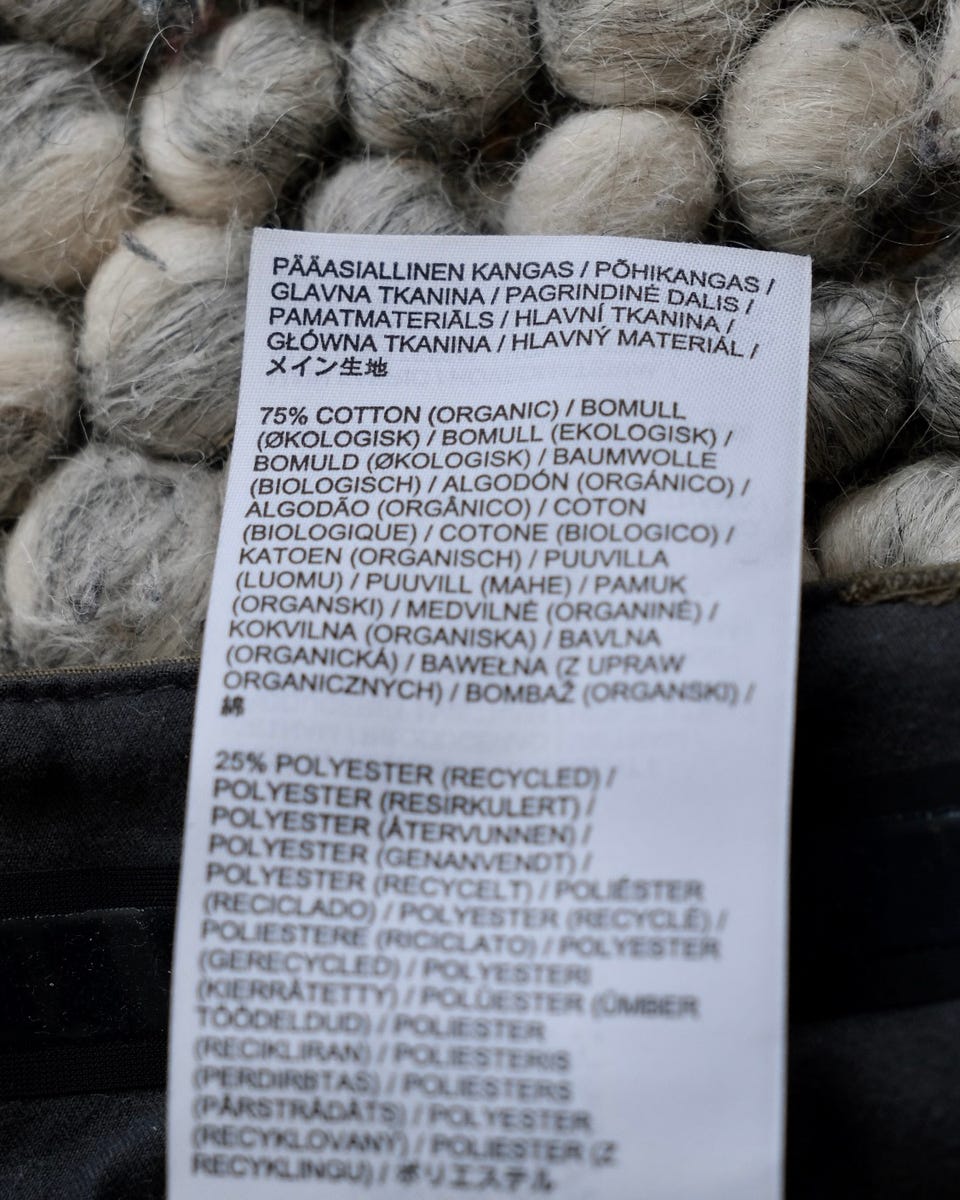 PÄÄASIALLINEN KANGAS / PÕHIKANGAS /
GLAVNA TKANINA / PAGRINDINĖ DALIS /
PAMATMATERIĀLS / HLAVNÍ TKANINA /
GŁÓWNA TKANINA / HLAVNÝ MATERIÁL /
メイン生地
75% COTTON (ORGANIC) / BOMULL
(ØKOLOGISK) / BOMULL (EKOLOGISK) /
BOMULD (ØKOLOGISK) / BAUMWOLLE
(BIOLOGISCH) / ALGODÓN (ORGÁNICO) /
ALGODÃO (ORGÂNICO) / COTON
(BIOLOGIQUE) / COTONE (BIOLOGICO) /
KATOEN (ORGANISCH) / PUUVILLA
(LUOMU) / PUUVILL (MAHE) / PAMUK
(ORGANSKI) / MEDVILNĖ (ORGANINĖ) /
KOKVILNA (ORGANISKA) / BAVLNA
(ORGANICKÁ) / BAWEŁNA (Z UPRAW
ORGANICZNYCH) / BOMBAŽ (ORGANSKI) /
綿
25% POLYESTER (RECYCLED) /
POLYESTER (RESIRKULERT) /
POLYESTER (ÅTERVUNNEN) /
POLYESTER (GENANVENDT) /
POLYESTER (RECYCELT) / POLIÉSTER
(RECICLADO) / POLYESTER (RECYCLÉ) /
POLIESTERE (RICICLATO) / POLYESTER
(GERECYCLED) / POLYESTERI
(KIERRÄTETTY) / POLÜESTER (ÜMBER
TÖÖDELDUD) / POLIESTER
(RECIKLIRAN) / POLIESTERIS
(PERDIRBTAS) / POLIESTERS
(PĀRSTRĀDĀTS) / POLYESTER
(RECYKLOVANÝ) / POLIESTER (Z
RECYKLINGU) / ポリエステル